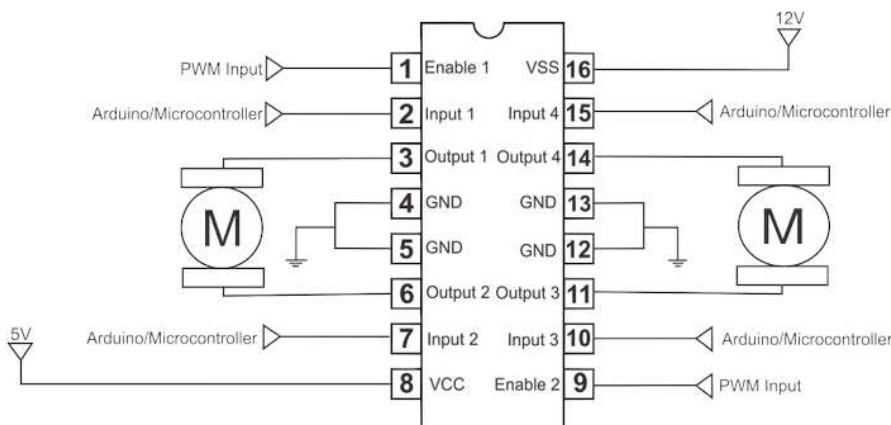 12V
PWM Input 1 Enable 1 VSS 16
Arduino/Microcontroller 2 Input 1 Input 4 15 Arduino/Microcontroller
3 Output 1 Output 4 14
M 4 GND GND 13 M
5 GND GND 12
6 Output 2 Output 3 11
5V Arduino/Microcontroller 7 Input 2 Input 3 10 Arduino/Microcontroller
8 VCC Enable 2 9 PWM Input